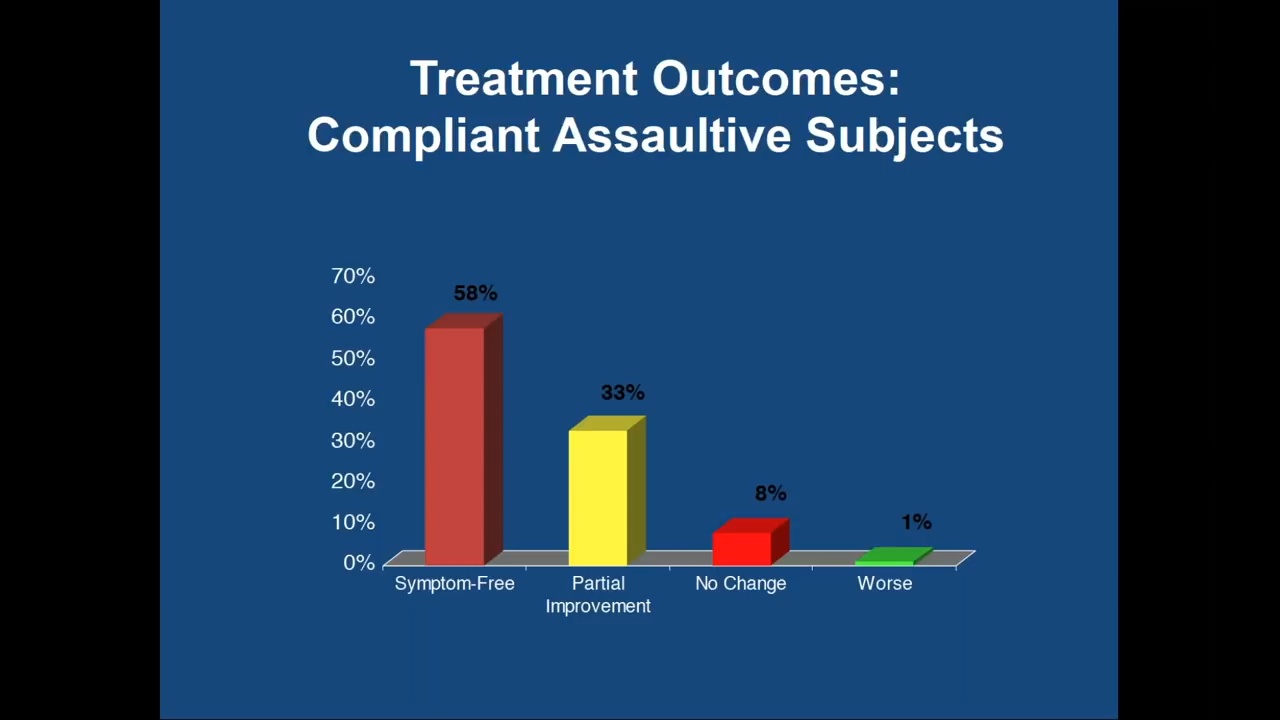 Treatment Outcomes:
Compliant Assaultive Subjects
70%
60%
50%
40%
30%
20%
10%
0%
58%
33%
8%
1%
Symptom-Free
Partial
Improvement
No Change
Worse